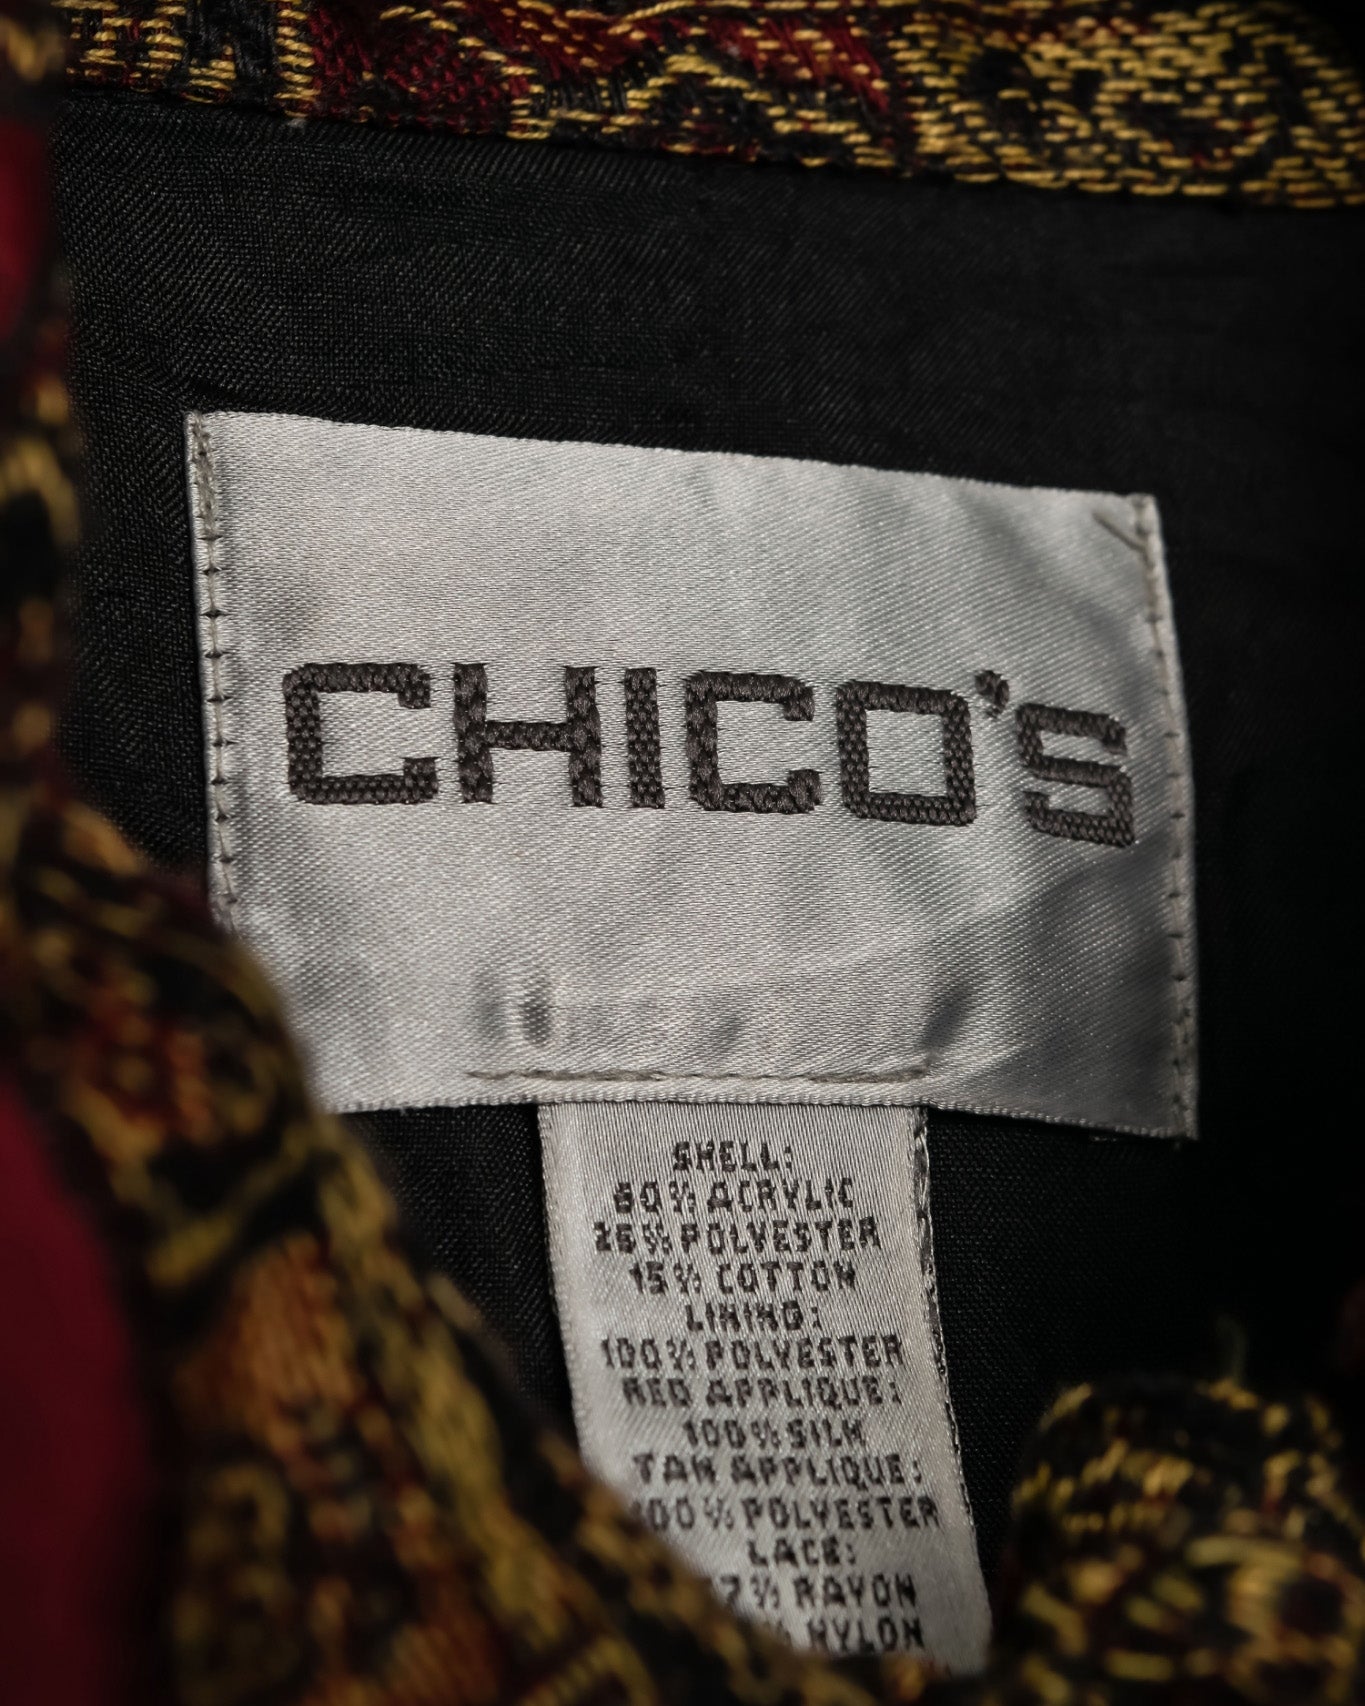 CHICO'S
SHELL:
60% ACRYLIC
25% POLYESTER
15% COTTON
LINING:
100% POLYESTER
RED APPLIQUE:
100% SILK
TAN APPLIQUE:
100% POLYESTER
LACE:
RAYON
NYLON